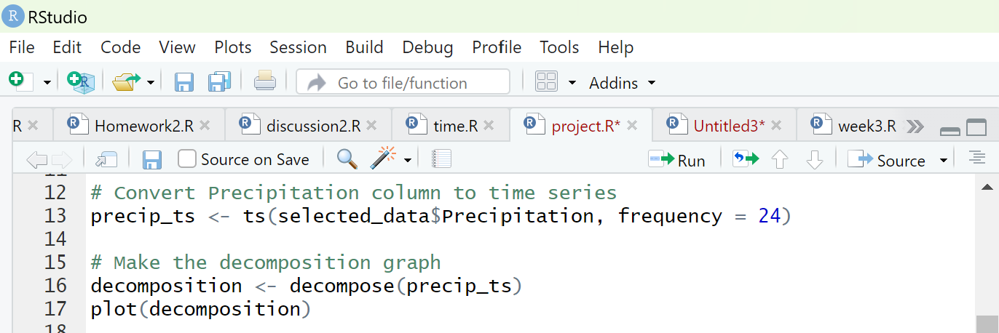 R RStudio
File Edit Code View Plots Session Build Debug Profile Tools Help
Go to file/function Addins
R Homework2.R discussion2.R time.R project.R* Untitled3* week3.R
Source on Save Run Source
12 # Convert Precipitation column to time series
13 precip_ts <- ts(selected_data$Precipitation, frequency = 24)
14
15 # Make the decomposition graph
16 decomposition <- decompose(precip_ts)
17 plot(decomposition)
18